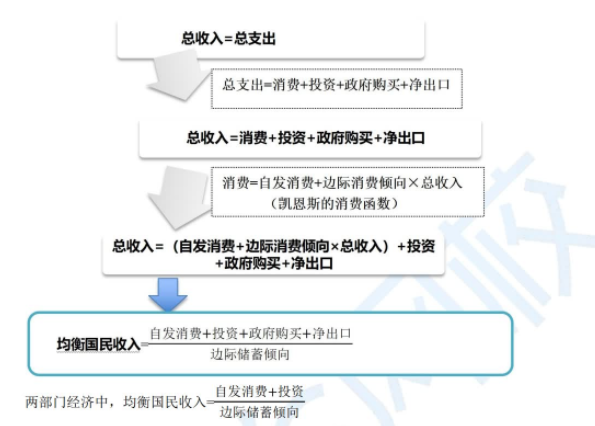 总收入=总支出
总支出=消费+投资+政府购买+净出口
总收入=消费+投资+政府购买+净出口
消费=自发消费+边际消费倾向×总收入
（凯恩斯的消费函数）
总收入=（自发消费+边际消费倾向×总收入）+投资
+政府购买+净出口
均衡国民收入=自发消费+投资+政府购买+净出口
边际储蓄倾向
两部门经济中，均衡国民收入=自发消费+投资
边际储蓄倾向
网校